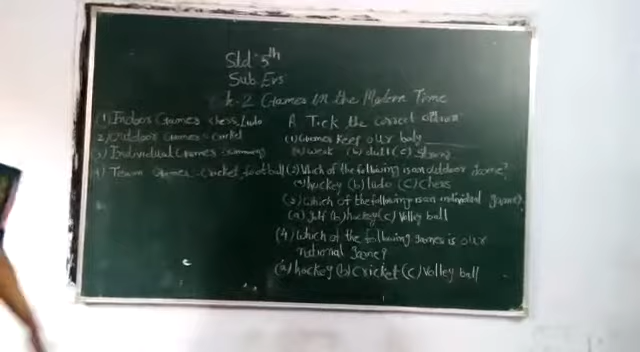 Std 5th
Sub Evs
L-2 Games in the Modern Time
(1) Indoor Games chess, Ludo
2) Outdoor Games - cricket
3) Individual Games -
4) Team Games - cricket, football
A Tick the correct option
(1) Games keep our body
(a) weak (b) dull (c) strong
(2) Which of the following is an outdoor game?
(a) hockey (b) ludo (c) chess
(3) Which of the following is an individual game?
(a) golf (b) hockey (c) Volley ball
(4) Which of the following games is our
national game?
(a) hockey (b) cricket (c) Volley ball